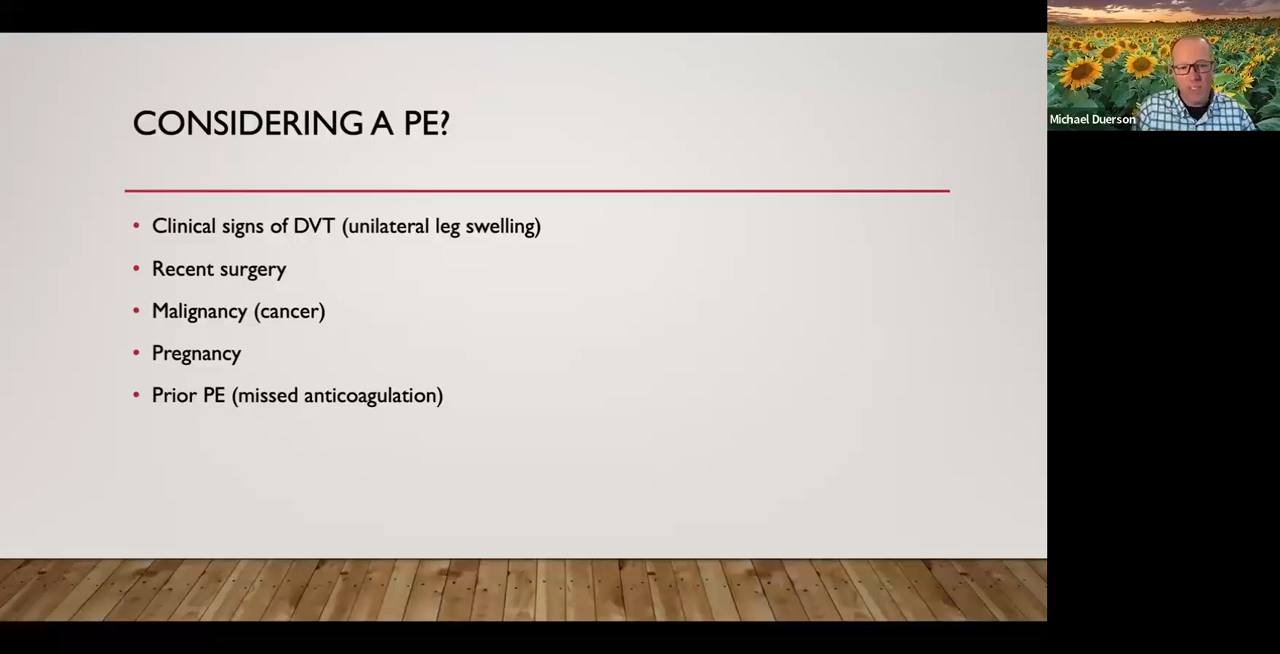 CONSIDERING A PE?
• Clinical signs of DVT (unilateral leg swelling)
• Recent surgery
• Malignancy (cancer)
• Pregnancy
• Prior PE (missed anticoagulation)
Michael Duerson